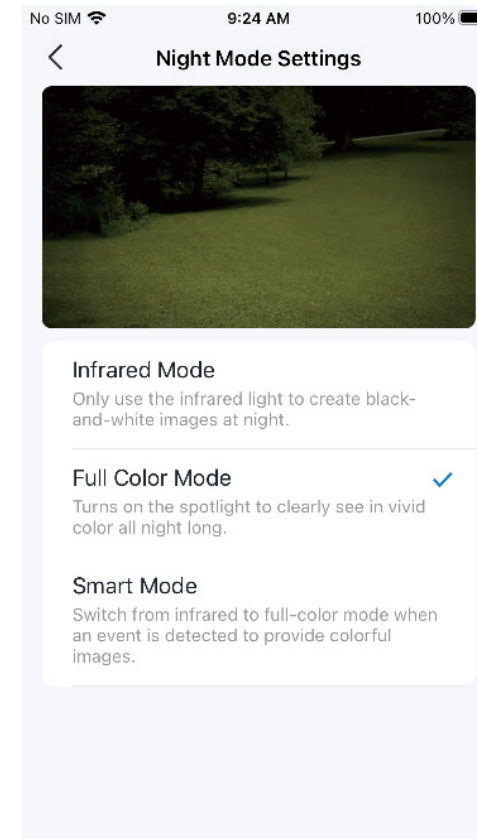 No SIM 9:24 AM 100%
Night Mode Settings
Infrared Mode
Only use the infrared light to create black-
and-white images at night.
Full Color Mode
Turns on the spotlight to clearly see in vivid
color all night long.
Smart Mode
Switch from infrared to full-color mode when
an event is detected to provide colorful
images.